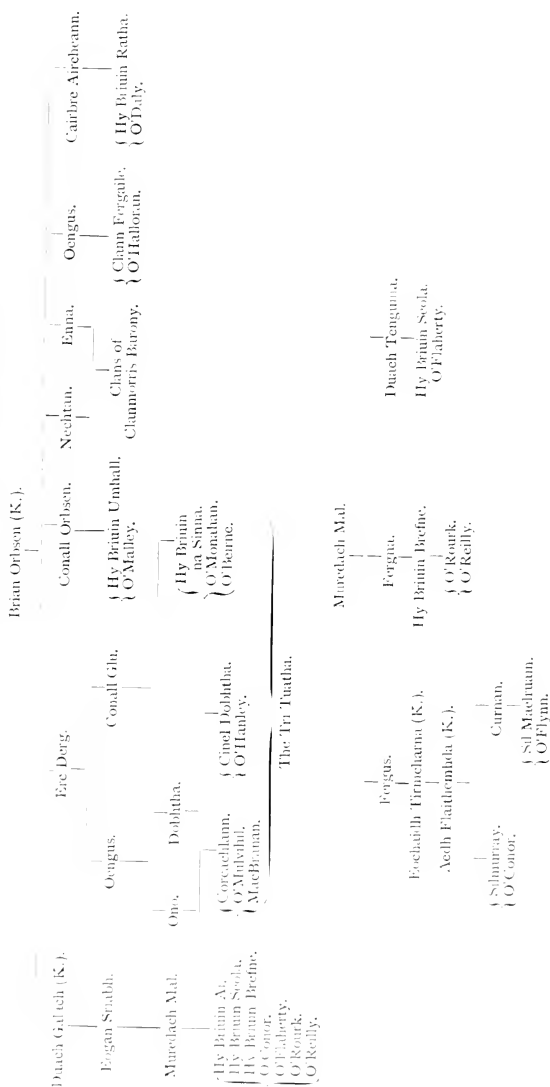 Brian Orbsen (K.).
Duach Galach (K.).
Erc Derg.
Conall Orbsen.
Nechtan.
Enna.
Oengus.
Cairbre Aircheann.
Eogan Sriabh.
Oengus.
Conall Glu.
{ Hy Briuin Umhall.
{ O'Malley.
Clans of
Clanmorris Barony.
{ Clann Fergaile.
{ O'Halloran.
{ Hy Briuin Ratha.
{ O'Daly.
Muredach Mal.
Ono.
Dobhtha.
{ Hy Briuin
na Sinna.
O'Monahan.
O'Beirne.
{ Hy Briuin Ai.
Hy Briuin Seola.
Hy Briuin Brefne.
O'Conor.
O'Flaherty.
O'Rourk.
O'Reilly.
{ Corcachlann.
O'Mulvihil.
MacBranan.
{ Cinel Dobhtha.
{ O'Hanley.
The Tri Tuatha.
Muredach Mal.
Fergus.
Fergna.
Duach Tenguma.
Eochaidh Tirmcharna (K.).
Hy Briuin Brefne.
Hy Briuin Seola.
O'Flaherty.
Aedh Flaithemhda (K.).
{ O'Rourk.
{ O'Reilly.
{ Silmurray.
{ O'Conor.
Curnan.
{ Sil Maelruain.
{ O'Flynn.